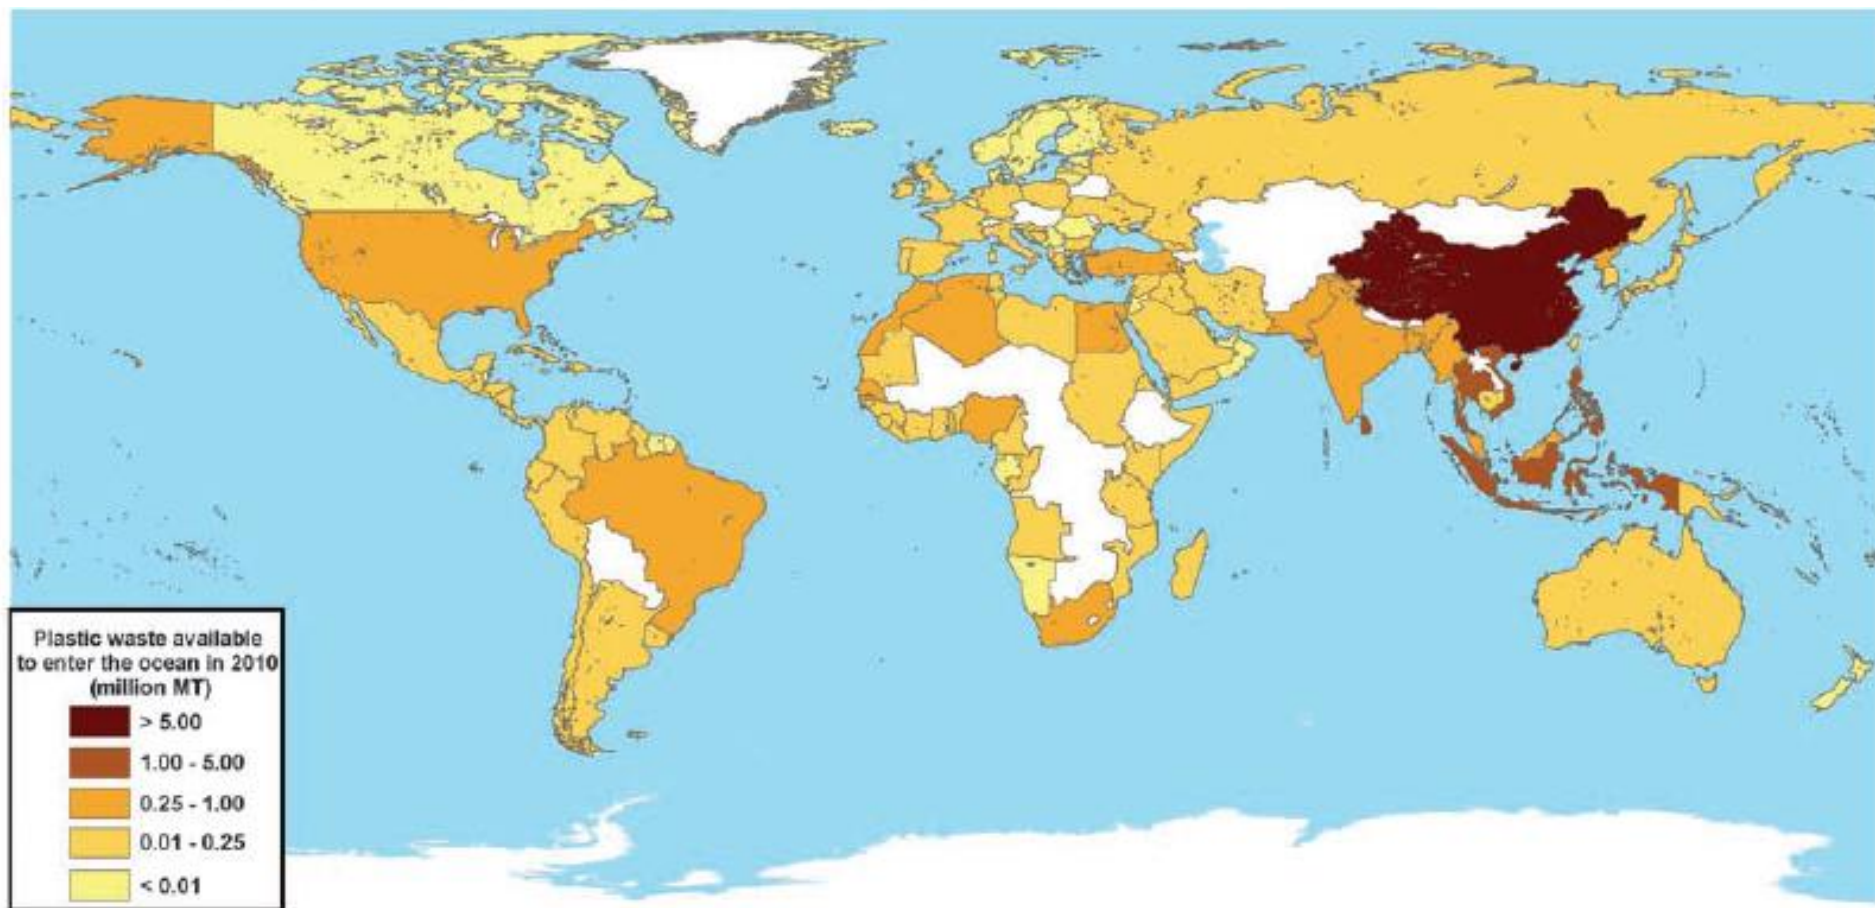 Plastic waste available
to enter the ocean in 2010
(million MT)
> 5.00
1.00 - 5.00
0.25 - 1.00
0.01 - 0.25
< 0.01